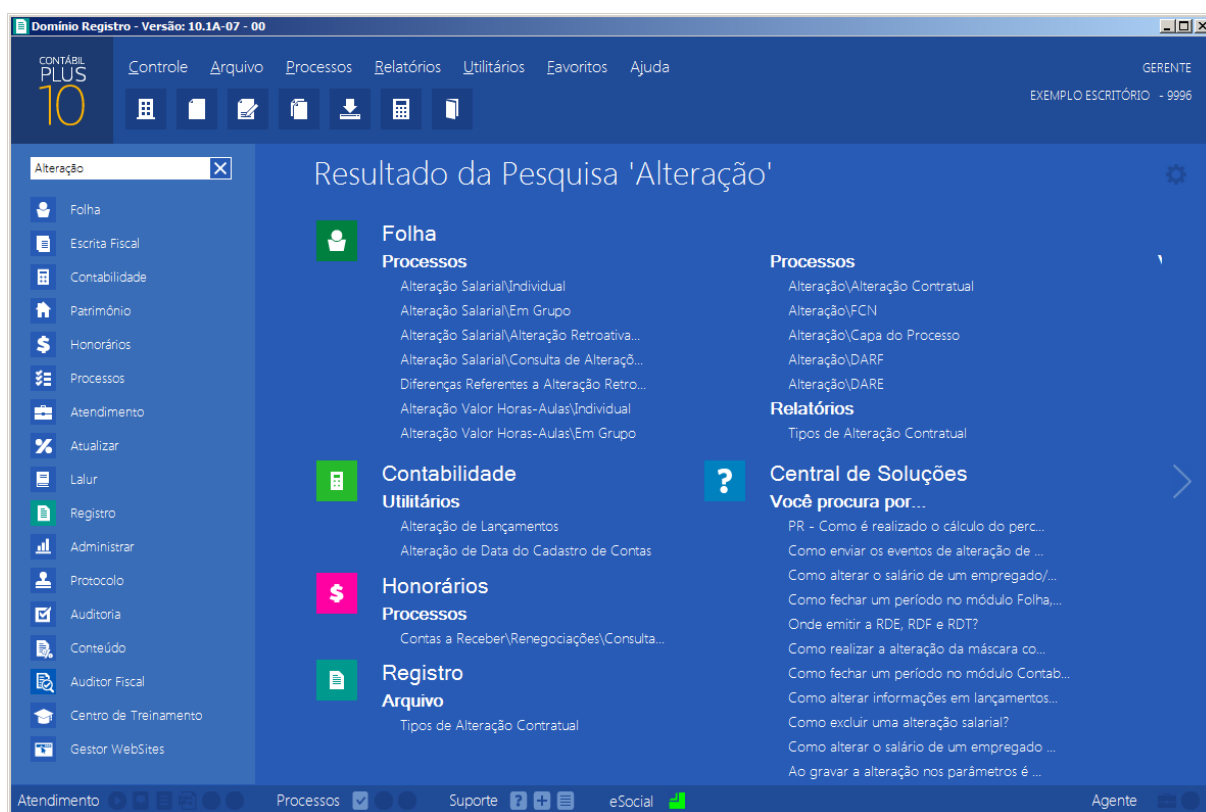 Domínio Registro - Versão: 10.1A-07 - 00
CONTÁBIL
PLUS
10
Controle Arquivo Processos Relatórios Utilitários Favoritos Ajuda
GERENTE
EXEMPLO ESCRITÓRIO - 9996
Alteração
Folha
Escrita Fiscal
Contabilidade
Patrimônio
Honorários
Processos
Atendimento
Atualizar
Lalur
Registro
Administrar
Protocolo
Auditoria
Conteúdo
Auditor Fiscal
Centro de Treinamento
Gestor WebSites
Resultado da Pesquisa 'Alteração'
Folha
Processos
Alteração Salarial\Individual
Alteração Salarial\Em Grupo
Alteração Salarial\Alteração Retroativa...
Alteração Salarial\Consulta de Alteraçõ...
Diferenças Referentes a Alteração Retro...
Alteração Valor Horas-Aulas\Individual
Alteração Valor Horas-Aulas\Em Grupo
Contabilidade
Utilitários
Alteração de Lançamentos
Alteração de Data do Cadastro de Contas
Honorários
Processos
Contas a Receber\Renegociações\Consulta...
Registro
Arquivo
Tipos de Alteração Contratual
Processos
Alteração\Alteração Contratual
Alteração\FCN
Alteração\Capa do Processo
Alteração\DARF
Alteração\DARE
Relatórios
Tipos de Alteração Contratual
Central de Soluções
Você procura por...
PR - Como é realizado o cálculo do perc...
Como enviar os eventos de alteração de ...
Como alterar o salário de um empregado/...
Como fechar um período no módulo Folha,...
Onde emitir a RDE, RDF e RDT?
Como realizar a alteração da máscara co...
Como fechar um período no módulo Contab...
Como alterar informações em lançamentos...
Como excluir uma alteração salarial?
Como alterar o salário de um empregado ...
Ao gravar a alteração nos parâmetros é ...
Atendimento Processos Suporte eSocial Agente